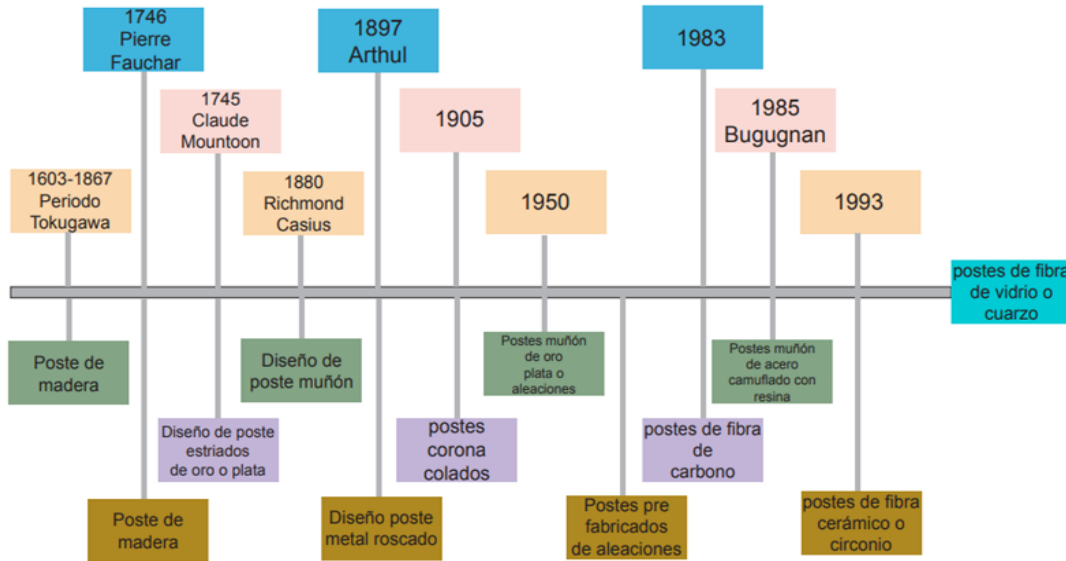 1746
Pierre
Fauchar
1897
Arthul
1983
1745
Claude
Mountoon
1905
1985
Bugugnan
1603-1867
Periodo
Tokugawa
1880
Richmond
Casius
1950
1993
postes de fibra
de vidrio o
cuarzo
Poste de
madera
Diseño de
poste muñón
Postes muñón
de oro
plata o
aleaciones
Postes muñón
de acero
camuflado con
resina
Diseño de poste
estriados
de oro o plata
postes
corona
colados
postes de fibra
de
carbono
Poste de
madera
Diseño poste
metal roscado
Postes pre
fabricados
de aleaciones
postes de fibra
cerámico o
circonio